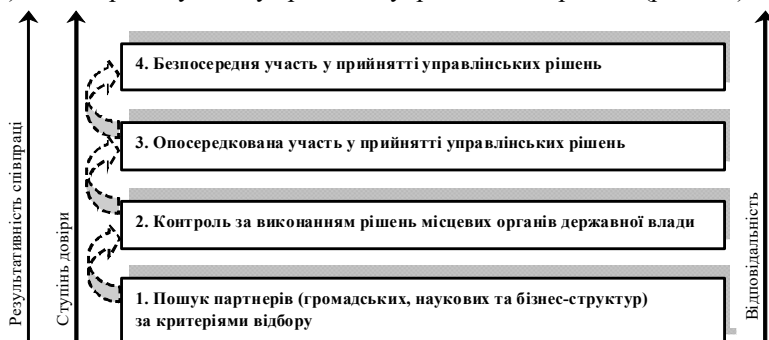 4. Безпосередня участь у прийнятті управлінських рішень
3. Опосередкована участь у прийнятті управлінських рішень
2. Контроль за виконанням рішень місцевих органів державної влади
1. Пошук партнерів (громадських, наукових та бізнес-структур)
за критеріями відбору
Результативність співпраці
Ступінь довіри
Відповідальність